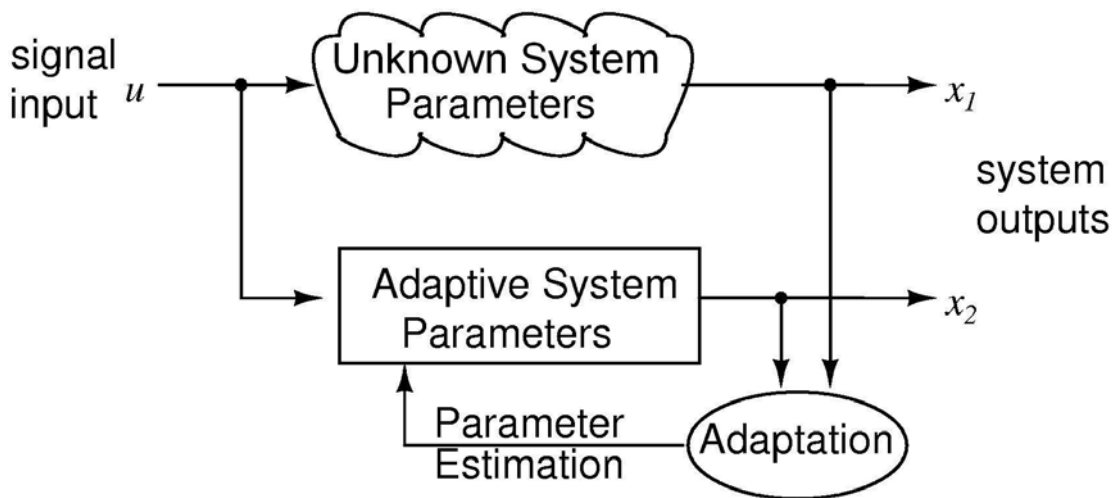 signal
input
u
Unknown System
Parameters
x1
system
outputs
Adaptive System
Parameters
x2
Parameter
Estimation
Adaptation